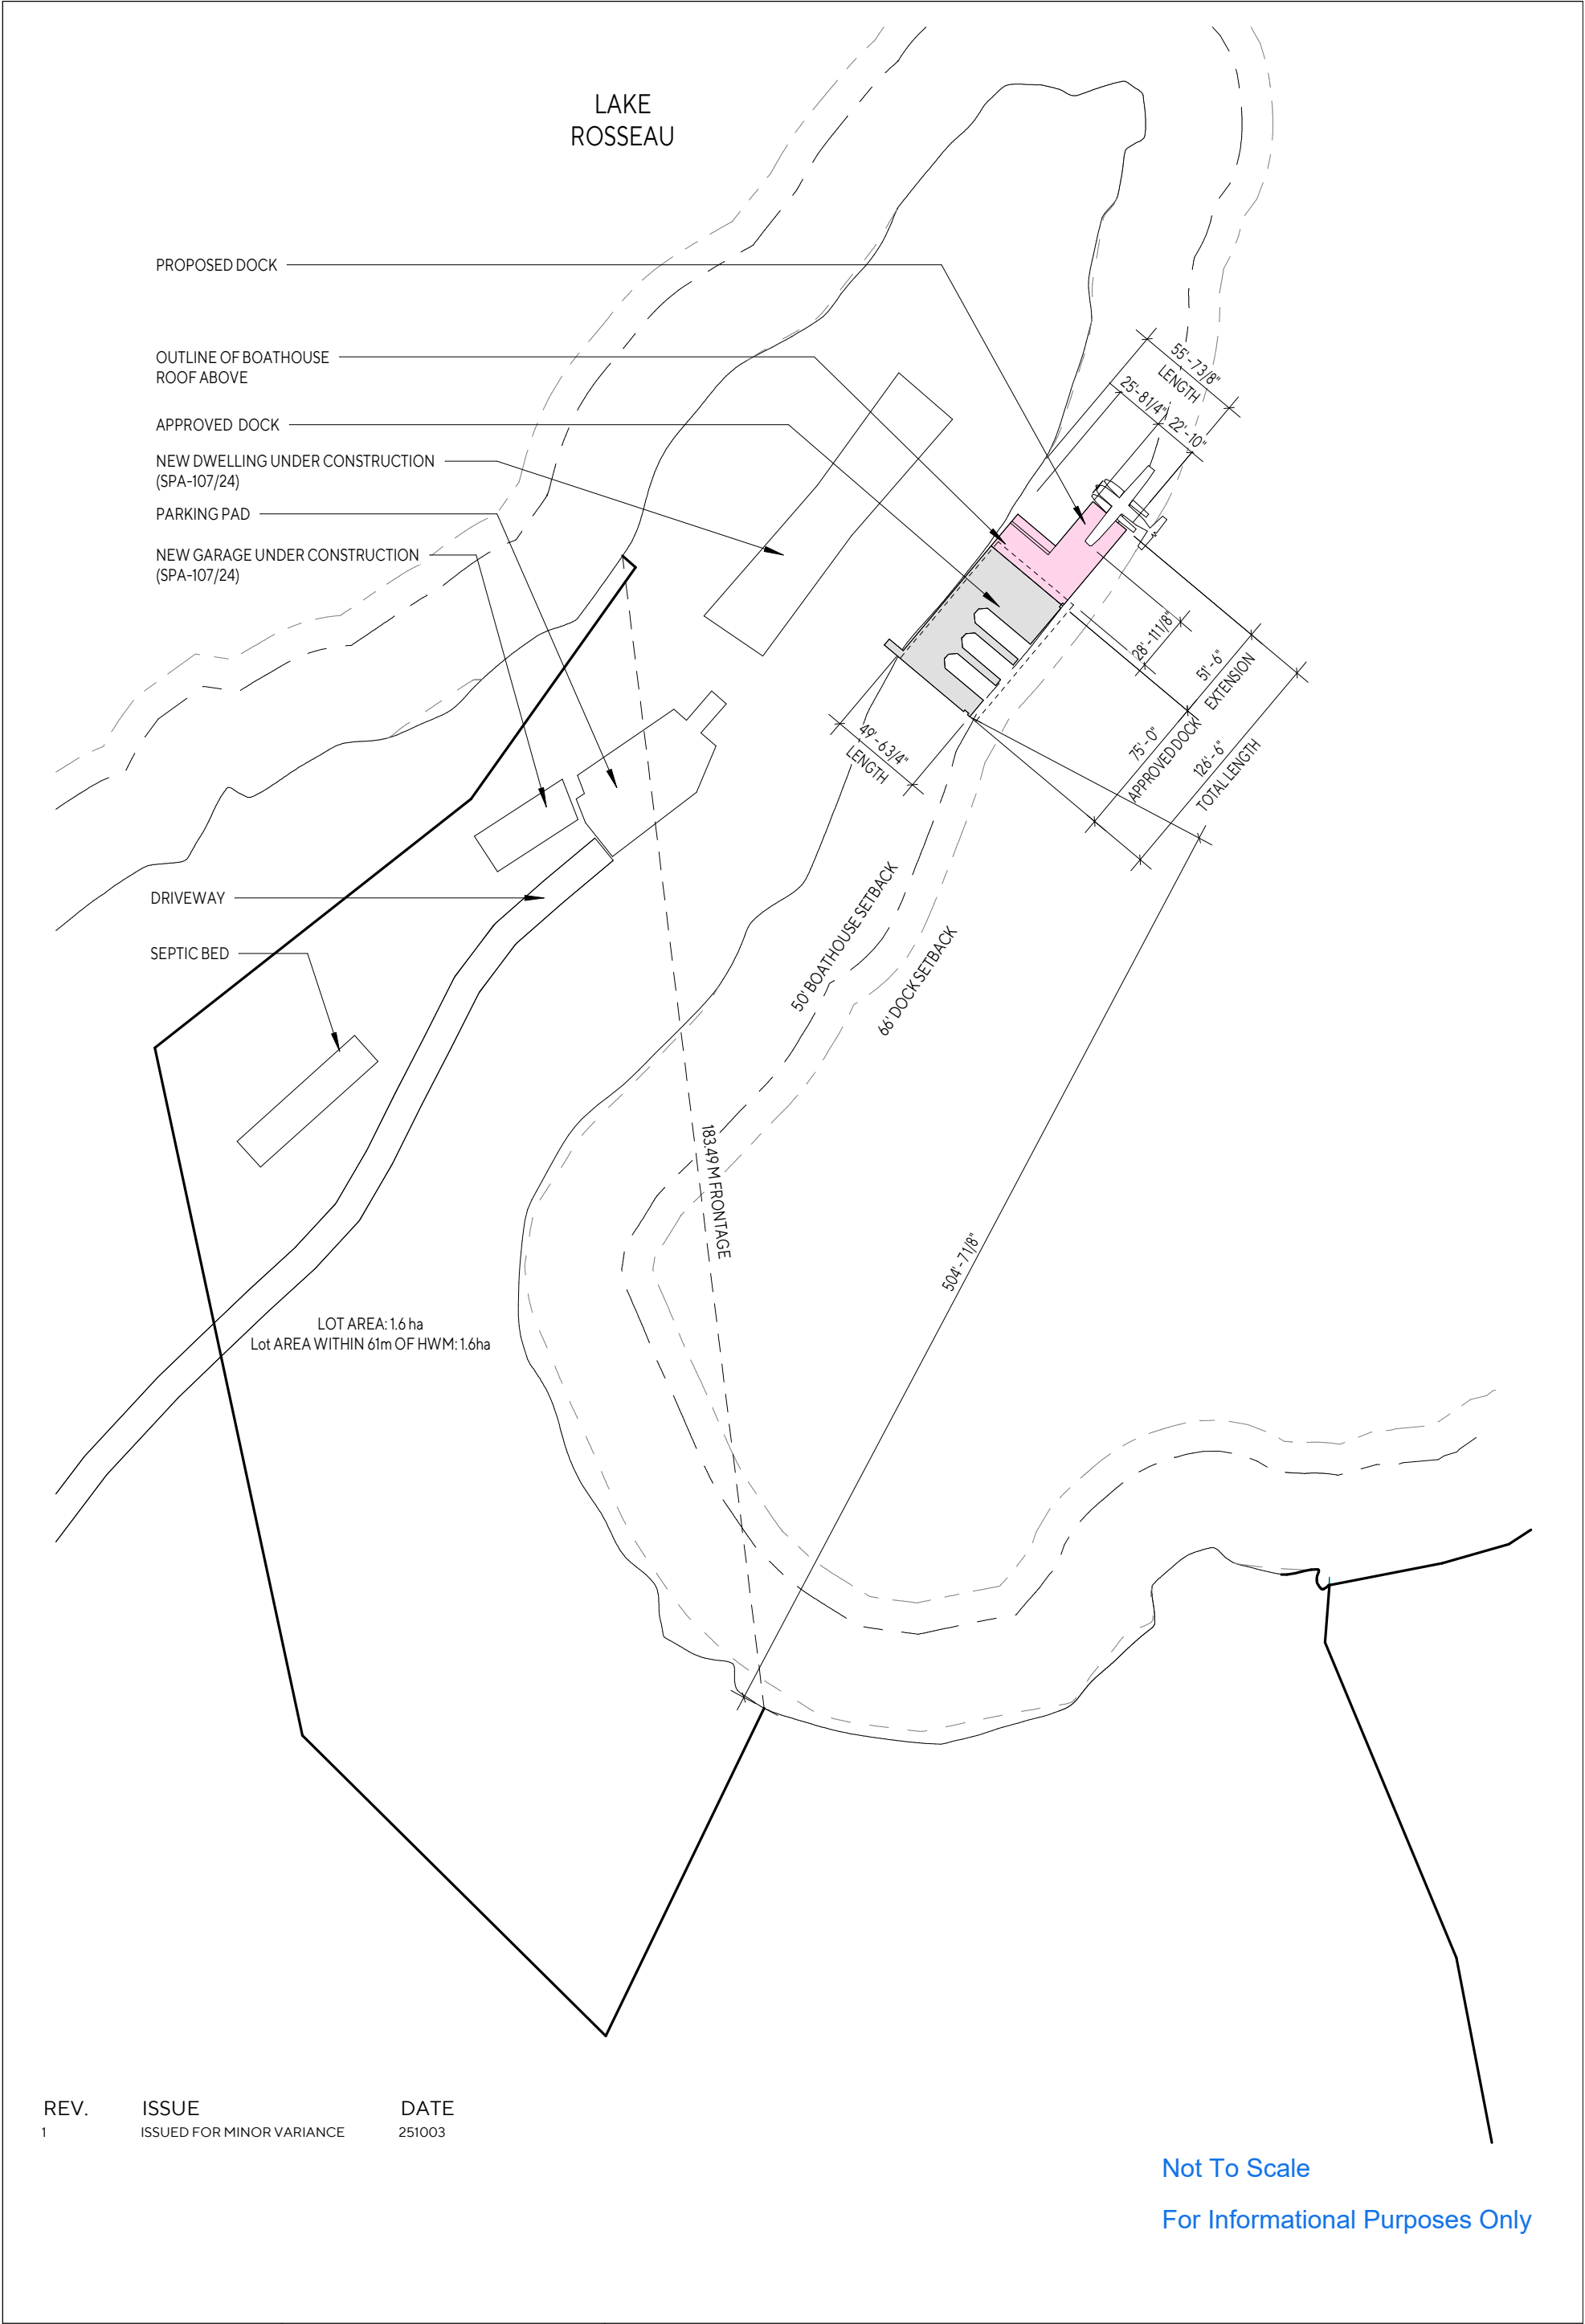 LAKE
ROSSEAU
PROPOSED DOCK
OUTLINE OF BOATHOUSE
ROOF ABOVE
APPROVED DOCK
NEW DWELLING UNDER CONSTRUCTION
(SPA-107/24)
PARKING PAD
NEW GARAGE UNDER CONSTRUCTION
(SPA-107/24)
55'-7 3/8"
LENGTH
25'-8 1/4"
22'-10"
28'-11 1/8"
51'-6"
EXTENSION
75'-0"
APPROVED DOCK
126'-6"
TOTAL LENGTH
49'-6 3/4"
LENGTH
DRIVEWAY
SEPTIC BED
50' BOATHOUSE SETBACK
66' DOCK SETBACK
183.49 M FRONTAGE
504'-7 1/8"
LOT AREA: 1.6 ha
Lot AREA WITHIN 61m OF HWM: 1.6ha
REV. ISSUE DATE
1 ISSUED FOR MINOR VARIANCE 251003
Not To Scale
For Informational Purposes Only